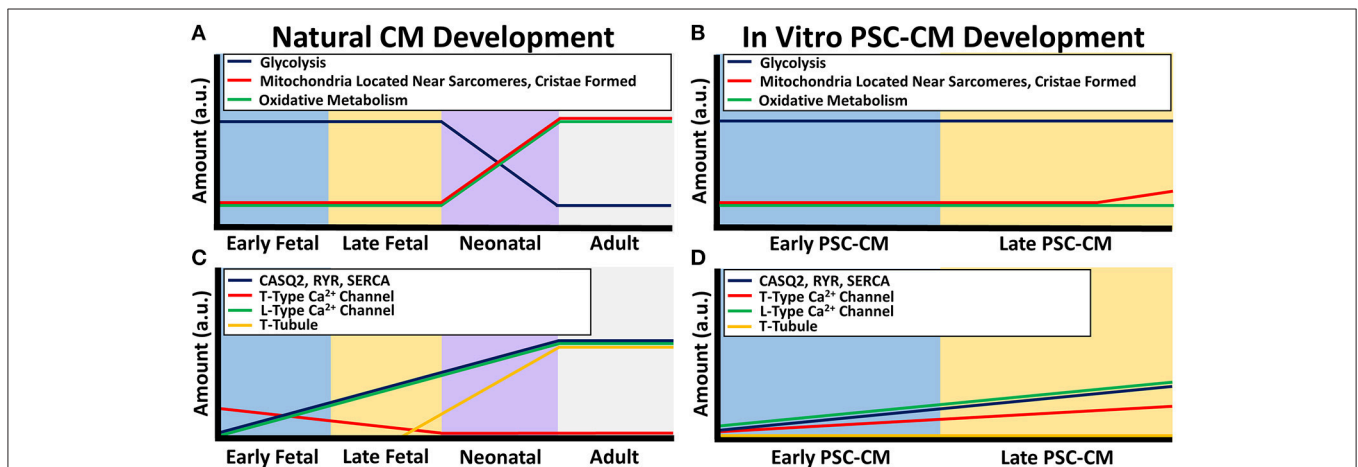 A
Natural CM Development
Glycolysis
Mitochondria Located Near Sarcomeres, Cristae Formed
Oxidative Metabolism
Amount (a.u.)
Early Fetal
Late Fetal
Neonatal
Adult
B
In Vitro PSC-CM Development
Glycolysis
Mitochondria Located Near Sarcomeres, Cristae Formed
Oxidative Metabolism
Amount (a.u.)
Early PSC-CM
Late PSC-CM
C
CASQ2, RYR, SERCA
T-Type Ca²⁺ Channel
L-Type Ca²⁺ Channel
T-Tubule
Amount (a.u.)
Early Fetal
Late Fetal
Neonatal
Adult
D
CASQ2, RYR, SERCA
T-Type Ca²⁺ Channel
L-Type Ca²⁺ Channel
T-Tubule
Amount (a.u.)
Early PSC-CM
Late PSC-CM